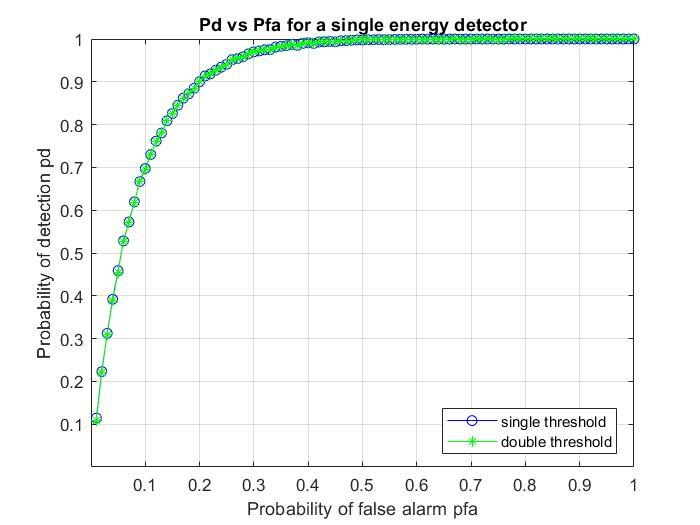 Pd vs Pfa for a single energy detector
1
0.9
0.8
0.7
0.6
0.5
0.4
0.3
0.2
0.1
Probability of detection pd
single threshold
double threshold
0.1 0.2 0.3 0.4 0.5 0.6 0.7 0.8 0.9 1
Probability of false alarm pfa